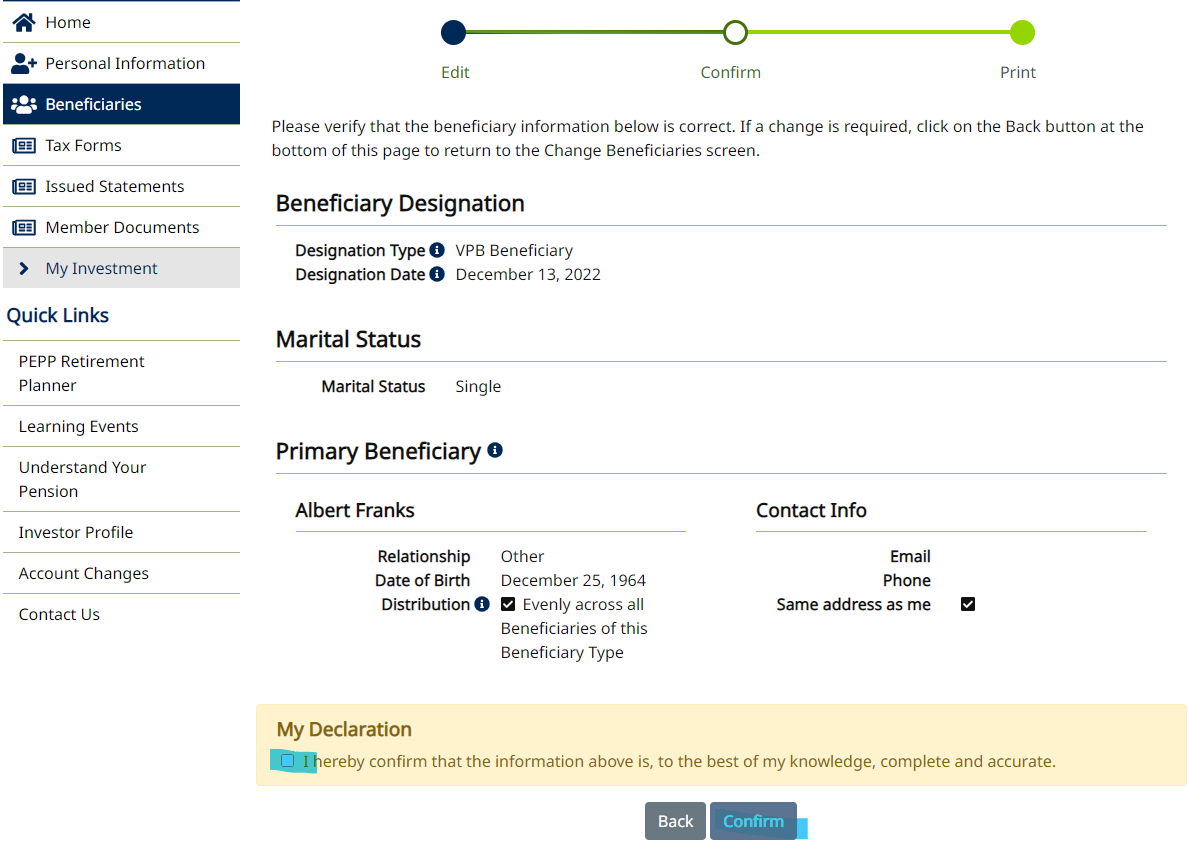 Home
Personal Information
Beneficiaries
Tax Forms
Issued Statements
Member Documents
My Investment
Quick Links
PEPP Retirement
Planner
Learning Events
Understand Your
Pension
Investor Profile
Account Changes
Contact Us
Edit
Confirm
Print
Please verify that the beneficiary information below is correct. If a change is required, click on the Back button at the
bottom of this page to return to the Change Beneficiaries screen.
Beneficiary Designation
Designation Type VPB Beneficiary
Designation Date December 13, 2022
Marital Status
Marital Status Single
Primary Beneficiary
Albert Franks
Relationship Other
Date of Birth December 25, 1964
Distribution Evenly across all
Beneficiaries of this
Beneficiary Type
Contact Info
Email
Phone
Same address as me
My Declaration
I hereby confirm that the information above is, to the best of my knowledge, complete and accurate.
Back
Confirm